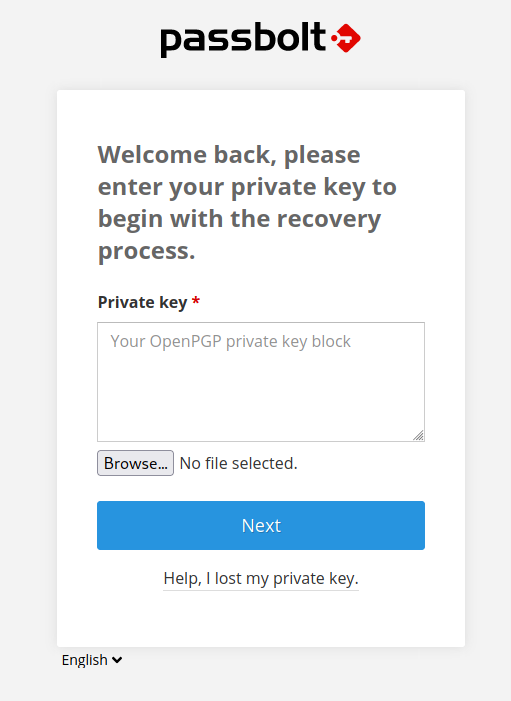 passbolt
Welcome back, please
enter your private key to
begin with the recovery
process.
Private key *
Your OpenPGP private key block
Browse... No file selected.
Next
Help, I lost my private key.
English